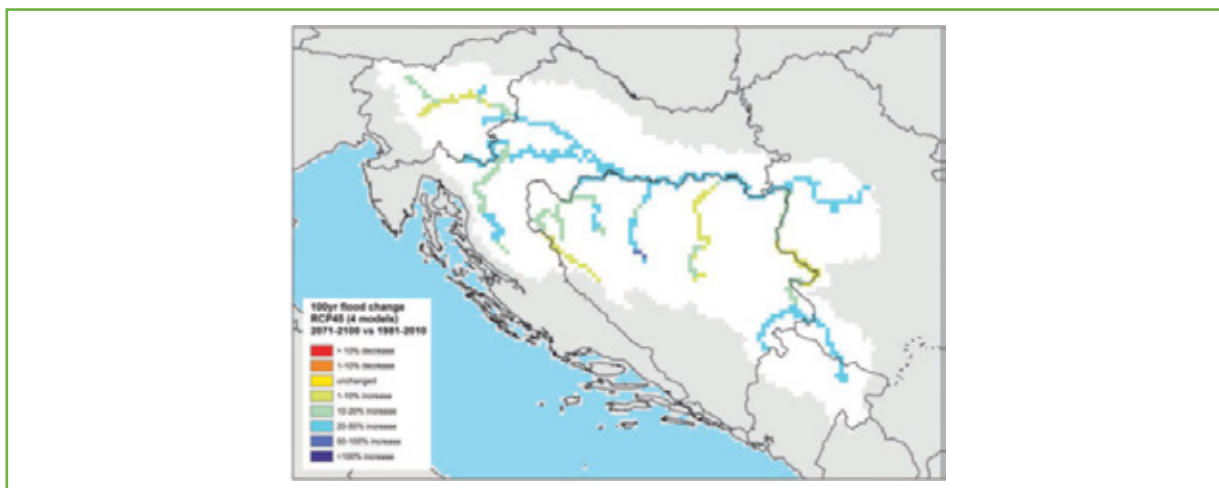 100yr flood change
RCP45 (4 models)
2071-2100 vs 1981-2010
> 10% decrease
1-10% decrease
unchanged
1-10% increase
10-20% increase
20-50% increase
50-100% increase
>100% increase